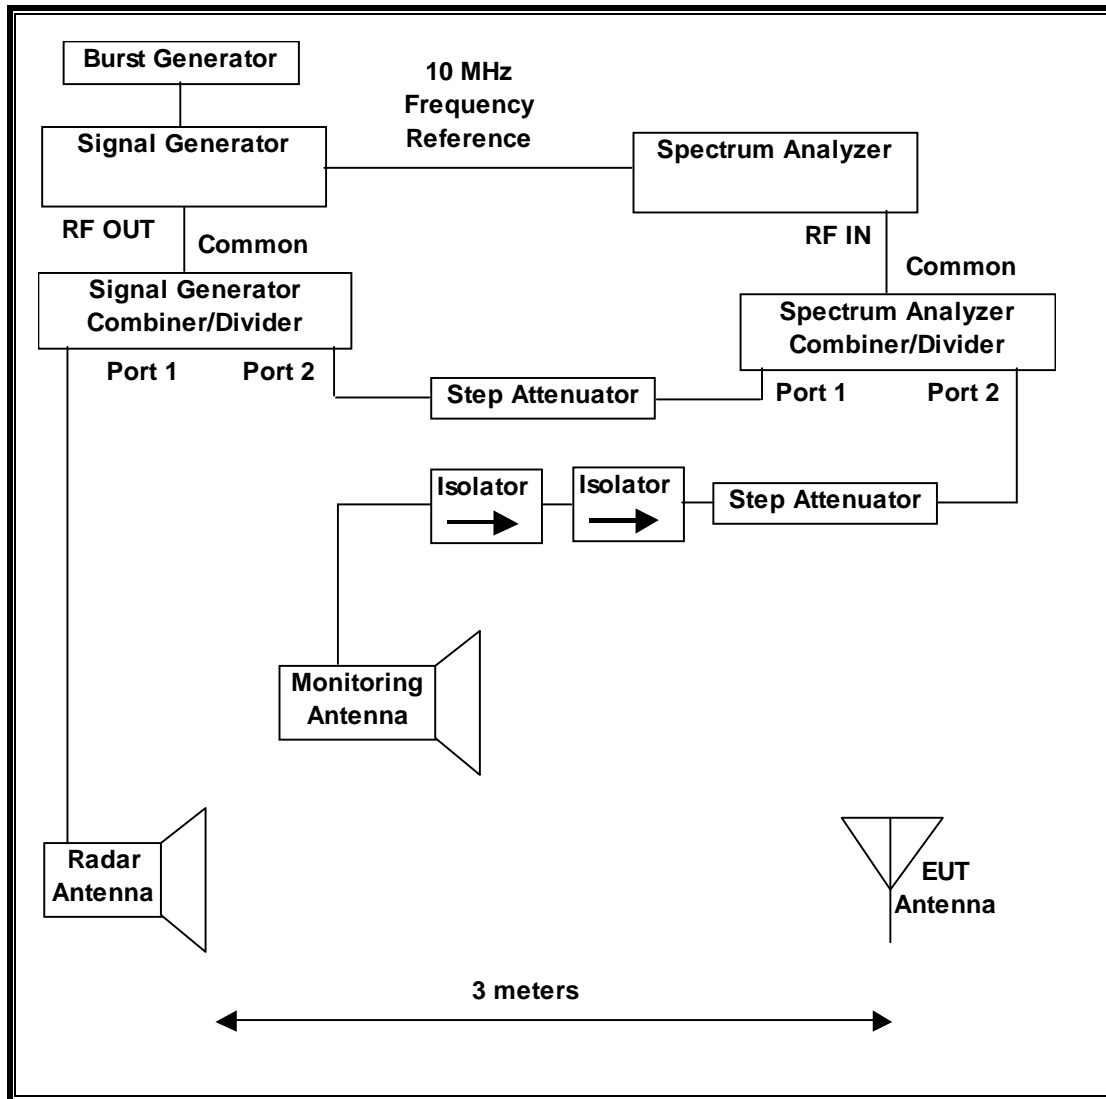 Burst Generator
10 MHz
Frequency
Reference
Signal Generator
Spectrum Analyzer
RF OUT
Common
RF IN
Common
Signal Generator
Combiner/Divider
Spectrum Analyzer
Combiner/Divider
Port 1
Port 2
Step Attenuator
Port 1
Port 2
Isolator
Isolator
Step Attenuator
Monitoring
Antenna
Radar
Antenna
EUT
Antenna
3 meters